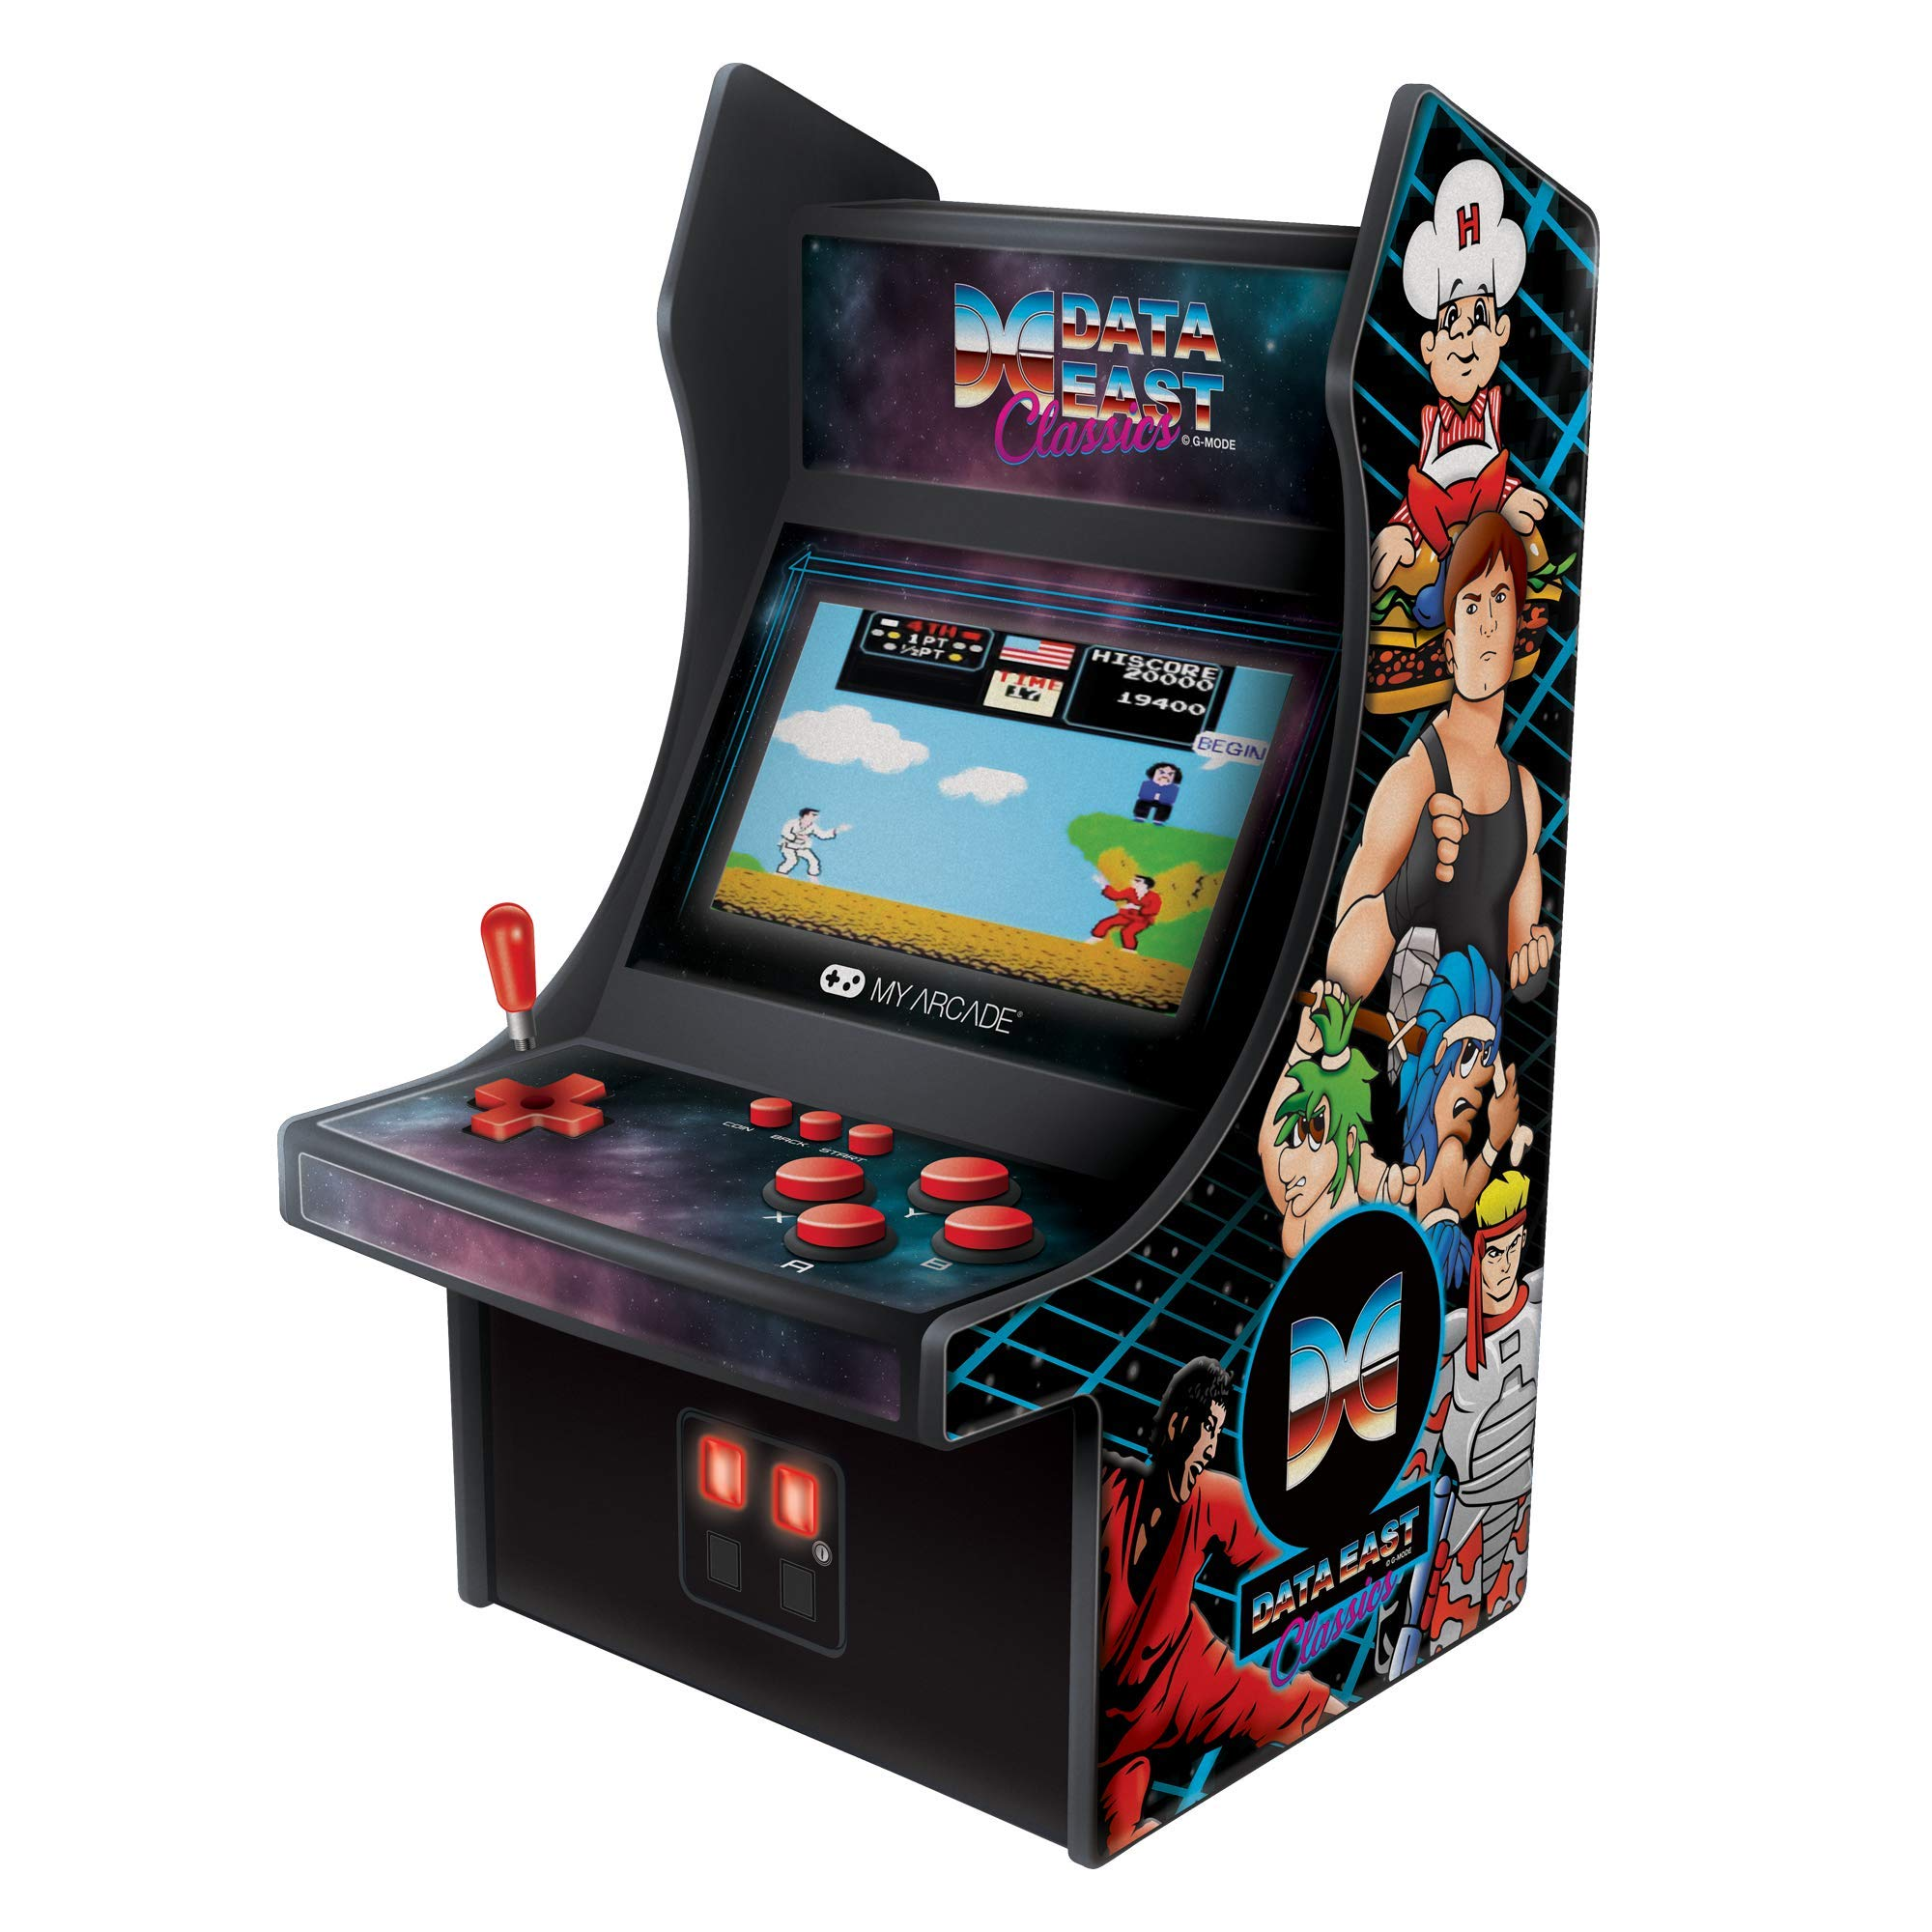 DATA
EAST
Classics © G-MODE
4TH
1PT
½PT
TIME
17
HISCORE
20000
19400
BEGIN
MY ARCADE®
COIN BACK START
X Y
A B
H
DATA EAST
© G-MODE
Classics